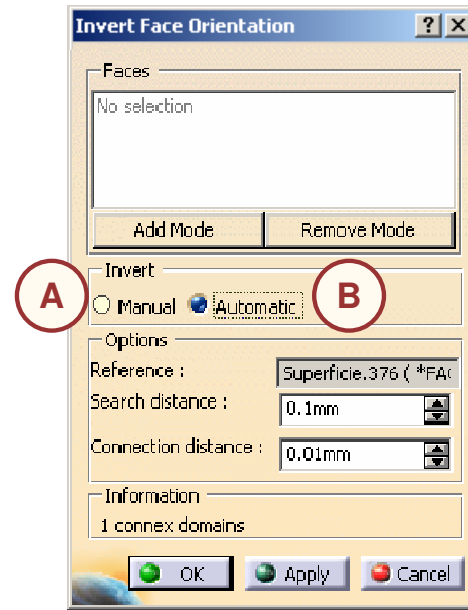 Invert Face Orientation ? X
Faces
No selection
Add Mode Remove Mode
Invert
A Manual Automatic B
Options
Reference : Superficie.376 ( *FAC
Search distance : 0.1mm
Connection distance : 0.01mm
Information
1 connex domains
OK Apply Cancel